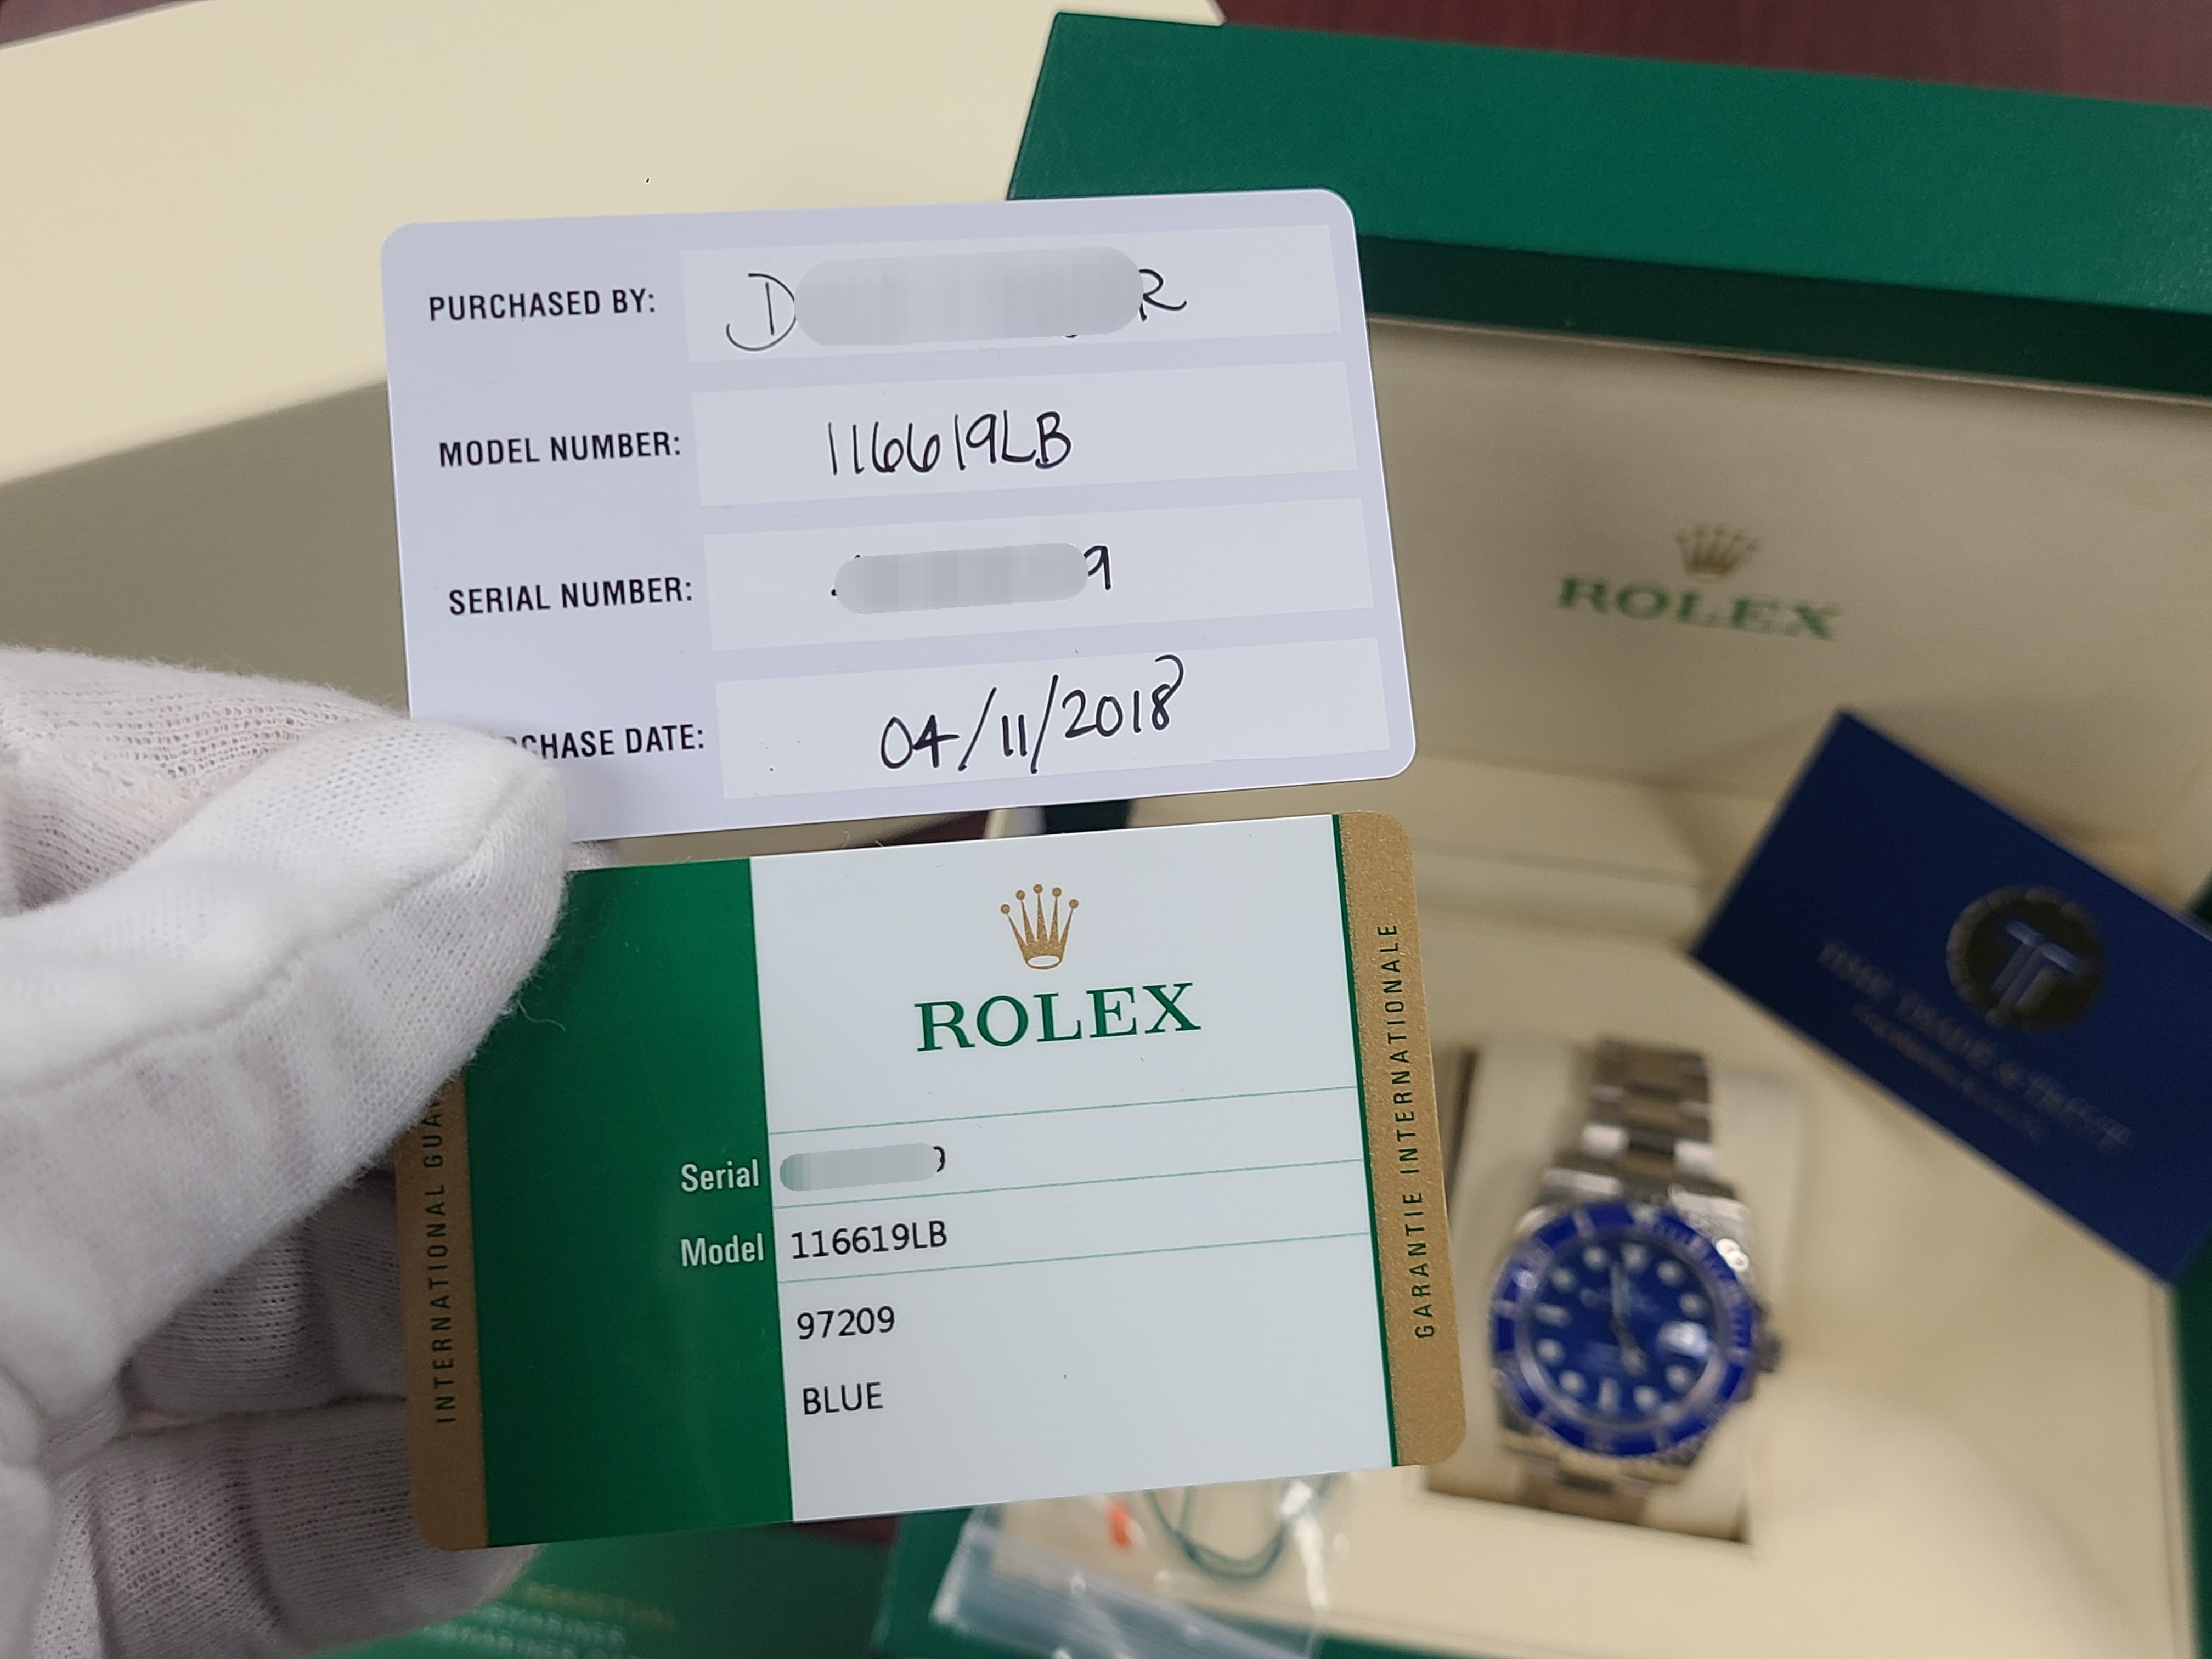 PURCHASED BY: D R
MODEL NUMBER: 116619LB
SERIAL NUMBER: 9
CHASE DATE: 04/11/2018
ROLEX
Serial
Model 116619LB
97209
BLUE
INTERNATIONAL GUA
GARANTIE INTERNATIONALE
ROLEX